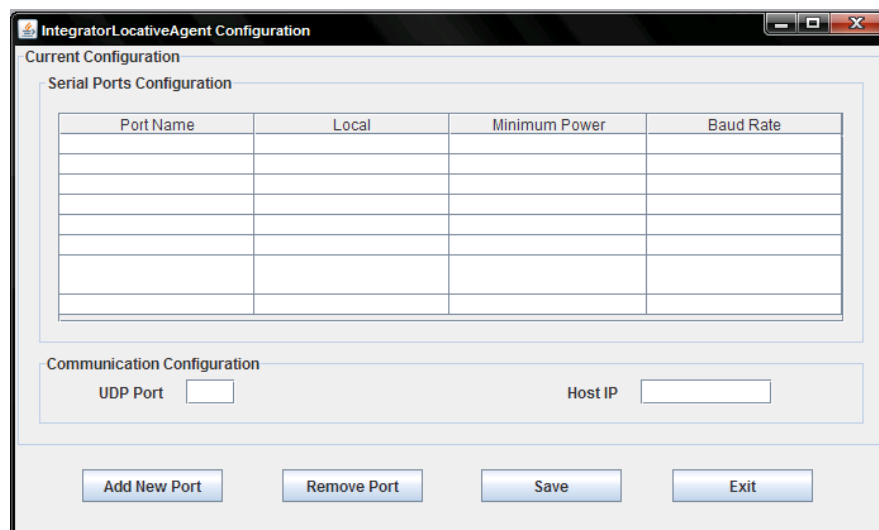 IntegratorLocativeAgent Configuration
Current Configuration
Serial Ports Configuration
Port Name Local Minimum Power Baud Rate
Communication Configuration
UDP Port Host IP
Add New Port Remove Port Save Exit